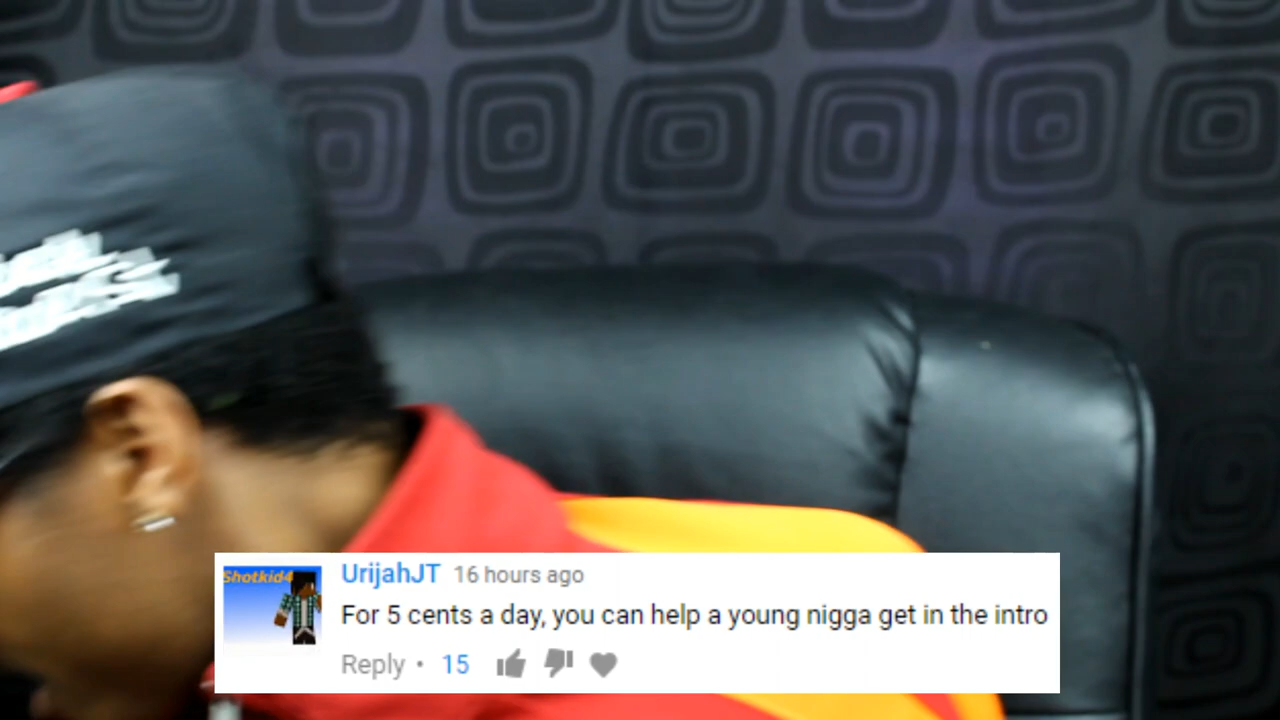 Shotkid4
UrijahJT 16 hours ago
For 5 cents a day, you can help a young nigga get in the intro
Reply • 15